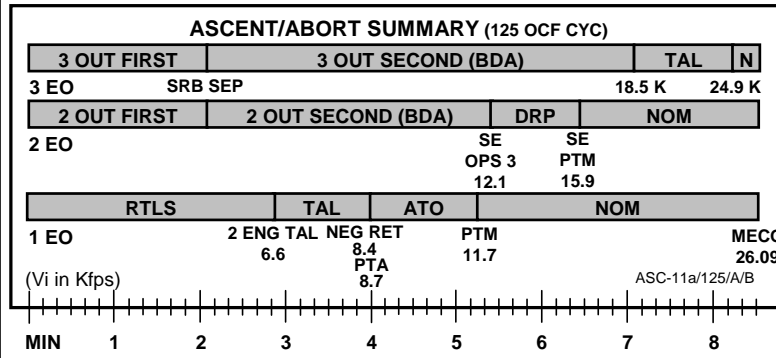 ASCENT/ABORT SUMMARY (125 OCF CYC)
3 OUT FIRST 3 OUT SECOND (BDA) TAL N
3 EO SRB SEP 18.5 K 24.9 K
2 OUT FIRST 2 OUT SECOND (BDA) DRP NOM
2 EO SE SE
OPS 3 PTM
12.1 15.9
RTLS TAL ATO NOM
1 EO 2 ENG TAL NEG RET PTM MECO
6.6 8.4 11.7 26.09
PTA
(Vi in Kfps) 8.7 ASC-11a/125/A/B
MIN 1 2 3 4 5 6 7 8